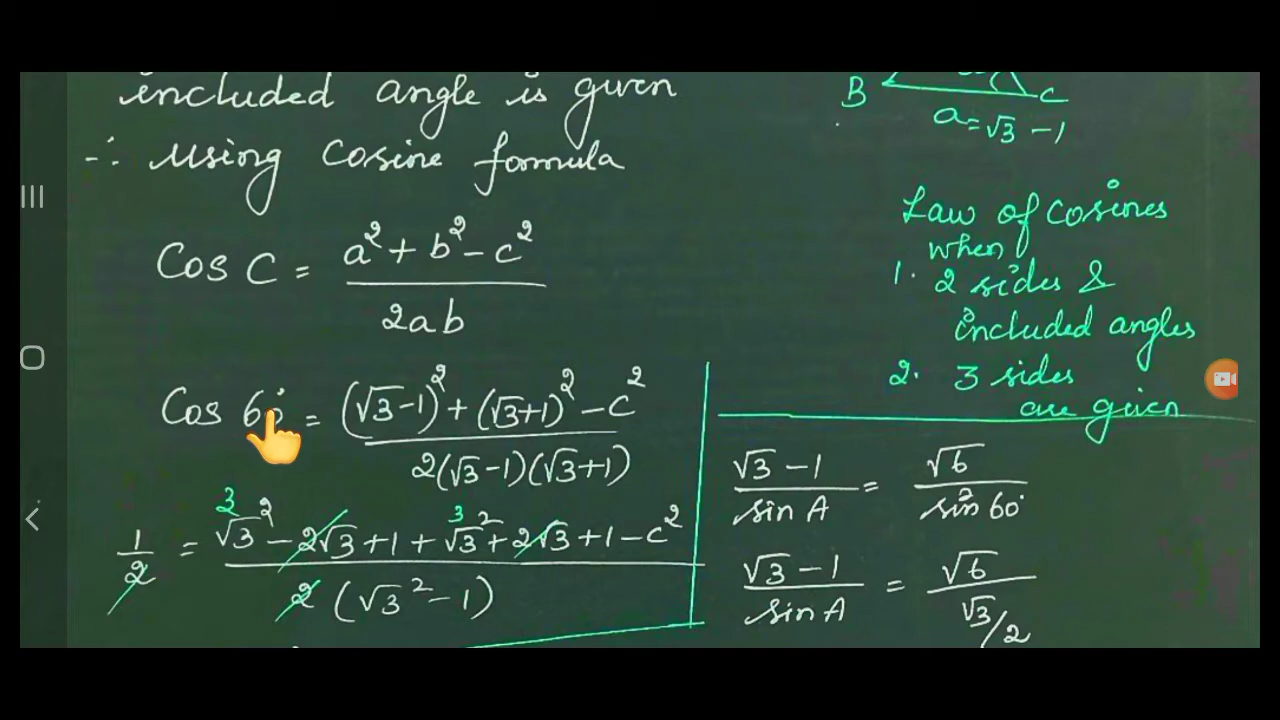 included angle is given
∴ using Cosine formula
Cos C = a² + b² - c²
2ab
Cos 60° = (√3-1)² + (√3+1)² - c²
2(√3-1)(√3+1)
3 3
1/2 = √3² - 2√3 + 1 + √3² + 2√3 + 1 - c²
2 (√3² - 1)
B C
a = √3 - 1
Law of Cosines
when
1. 2 sides &
included angles
2. 3 sides
are given
√3 - 1 = √6
sin A sin 60°
√3 - 1 = √6
sin A √3/2